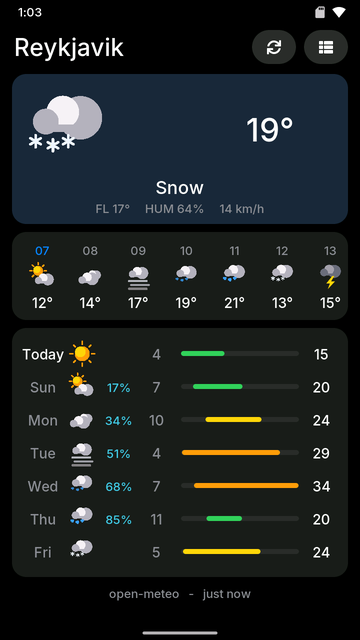 1:03
Reykjavik
19°
Snow
FL 17° HUM 64% 14 km/h
07 08 09 10 11 12 13
12° 14° 17° 19° 21° 13° 15°
Today 4 15
Sun 17% 7 20
Mon 34% 10 24
Tue 51% 4 29
Wed 68% 7 34
Thu 85% 11 20
Fri 5 24
open-meteo - just now